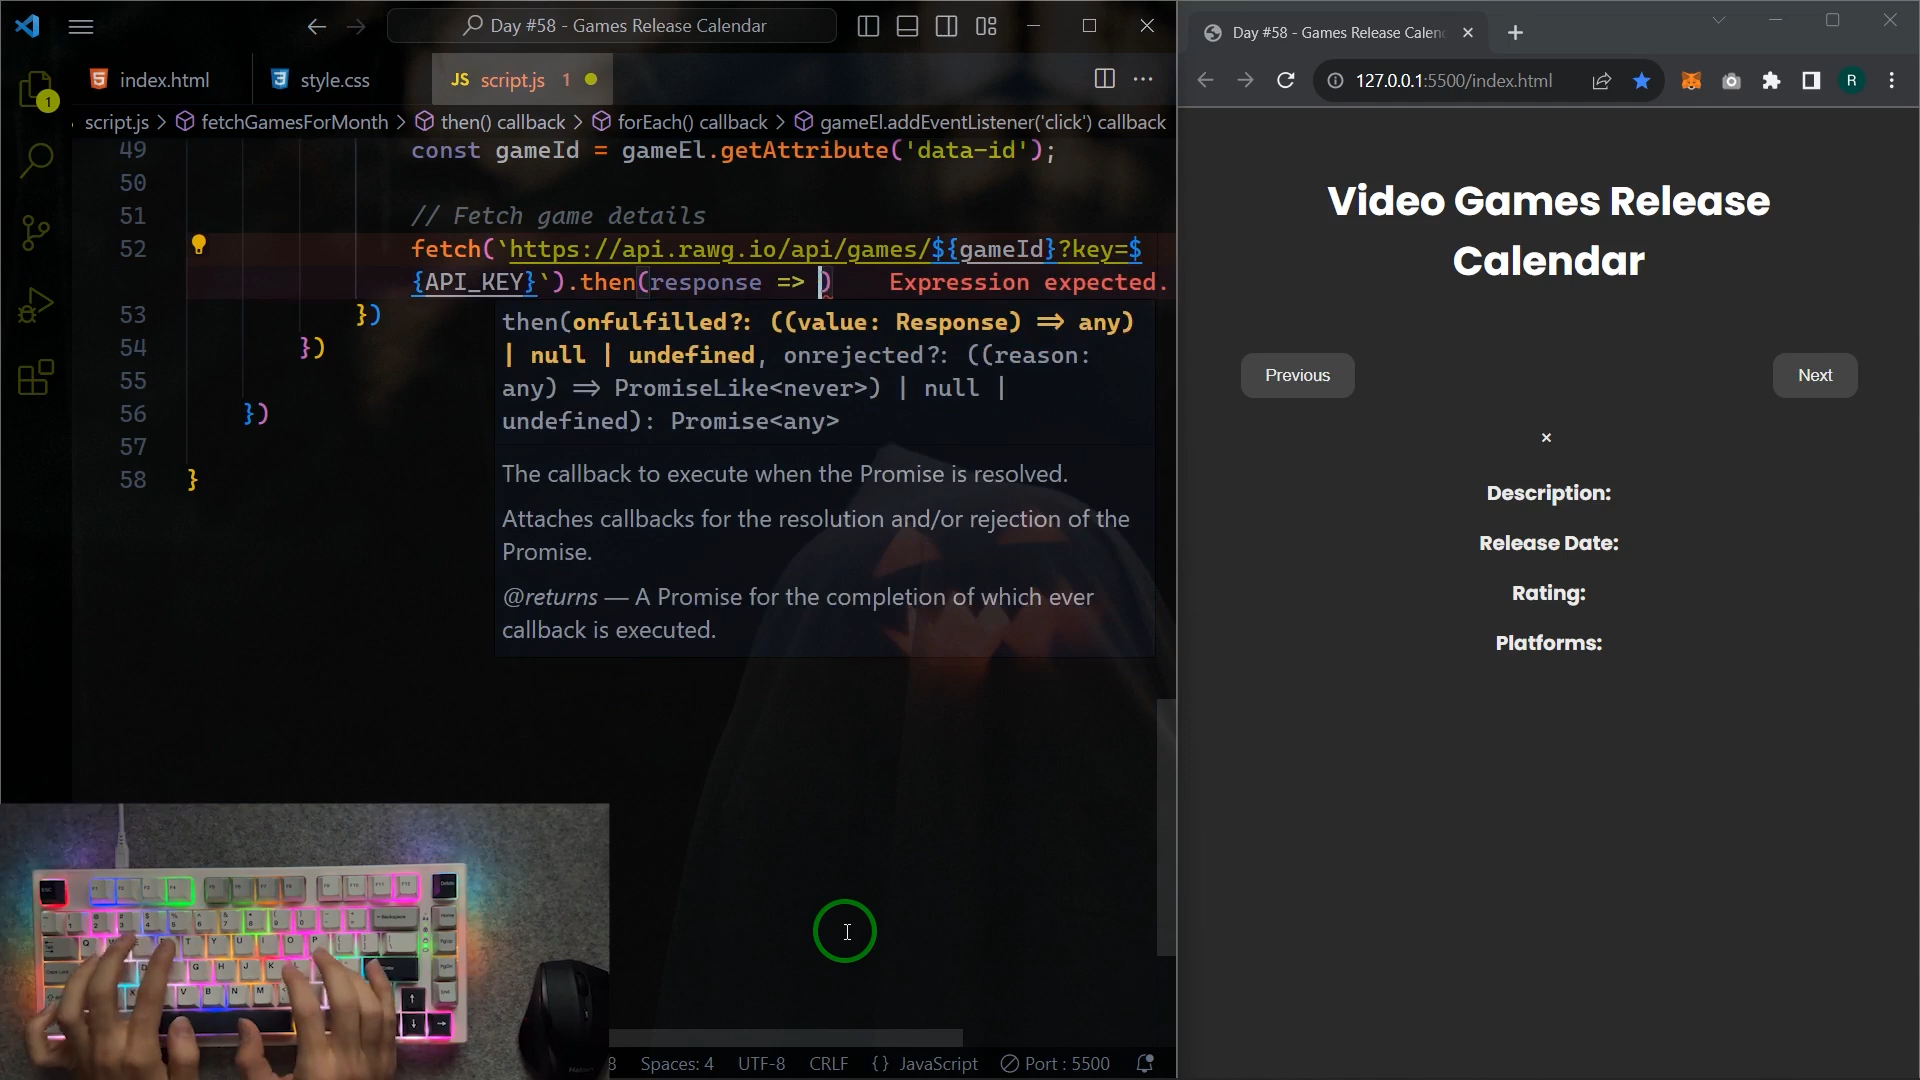 Day #58 - Games Release Calendar
index.html
style.css
JS script.js 1
script.js > fetchGamesForMonth > then() callback > forEach() callback > gameEl.addEventListener('click') callback
49 const gameId = gameEl.getAttribute('data-id');
50
51 // Fetch game details
52 fetch(`https://api.rawg.io/api/games/${gameId}?key=$
{API_KEY}`).then(response => ) Expression expected.
53 })
54 })
55
56 })
57
58 }
then(onfulfilled?: ((value: Response) => any)
| null | undefined, onrejected?: ((reason:
any) => PromiseLike<never>) | null |
undefined): Promise<any>
The callback to execute when the Promise is resolved.
Attaches callbacks for the resolution and/or rejection of the
Promise.
@returns — A Promise for the completion of which ever
callback is executed.
1
8 Spaces: 4 UTF-8 CRLF {} JavaScript Port : 5500
Day #58 - Games Release Calen
127.0.0.1:5500/index.html
R
Video Games Release
Calendar
Previous
Next
×
Description:
Release Date:
Rating:
Platforms: